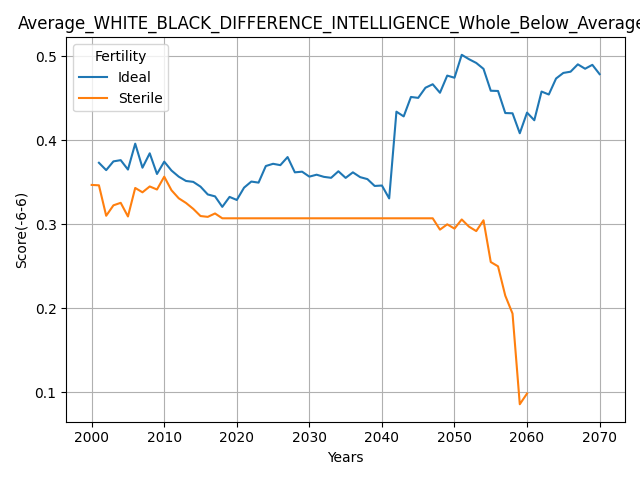 Average_WHITE_BLACK_DIFFERENCE_INTELLIGENCE_Whole_Below_Average
Fertility
Ideal
Sterile
Score(-6-6)
0.5
0.4
0.3
0.2
0.1
2000 2010 2020 2030 2040 2050 2060 2070
Years